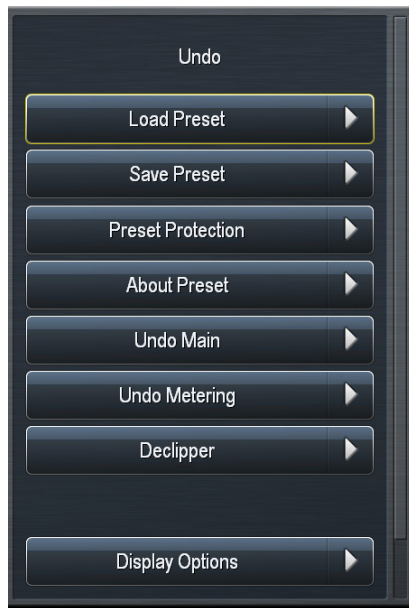 Undo
Load Preset
Save Preset
Preset Protection
About Preset
Undo Main
Undo Metering
Declipper
Display Options